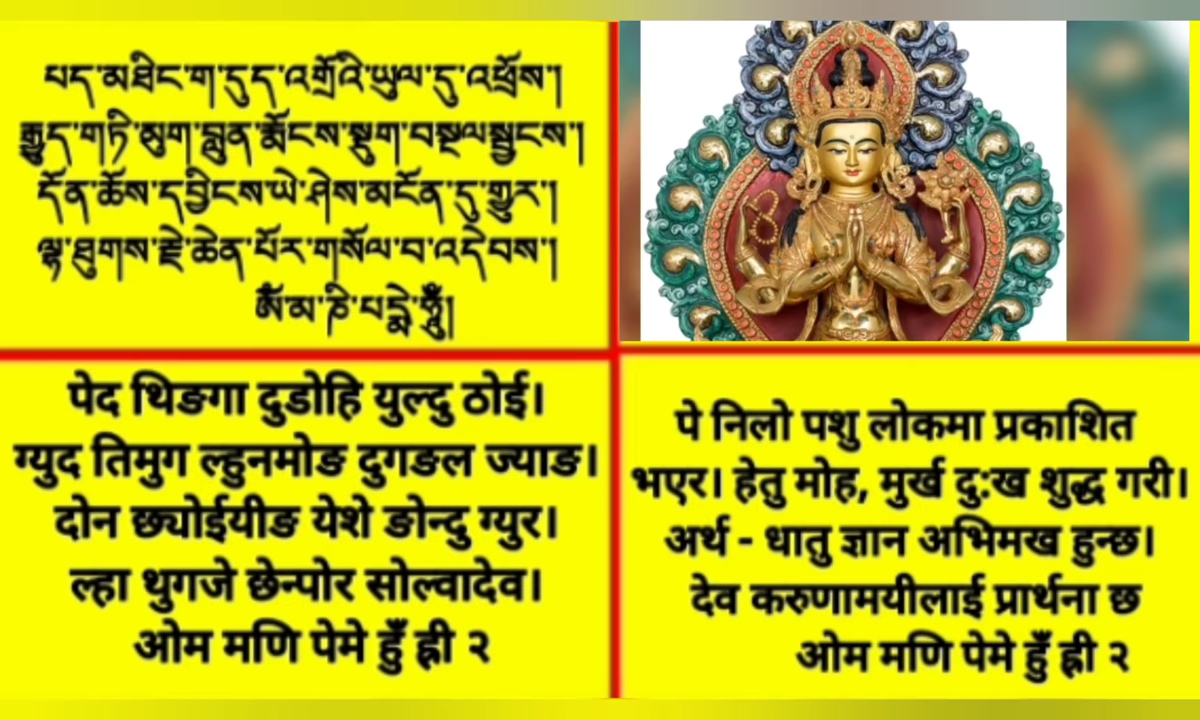 པད་མཐིང་ག་དུད་འགྲོའི་ཡུལ་དུ་འཕྲོས།
རྒྱུད་གཏི་མུག་བླུན་རྨོངས་སྡུག་བསྔལ་སྦྱངས།
དོན་ཆོས་དབྱིངས་ཡེ་ཤེས་མངོན་དུ་གྱུར།
ལྷ་ཐུགས་རྗེ་ཆེན་པོར་གསོལ་བ་འདེབས།
ཨོཾ་མ་ཎི་པདྨེ་ཧཱུྃ།
पेद थिङगा दुडोहि युल्दु ठोई।
ग्युद तिमुग ल्हुनमोङ दुगङल ज्याङ।
दोन छ्योईयीङ येशे ङोन्दु ग्युर।
ल्हा थुगजे छेन्पोर सोल्वादेव।
ओम मणि पेमे हुँ ह्री २
पे निलो पशु लोकमा प्रकाशित
भएर। हेतु मोह, मुर्ख दु:ख शुद्ध गरी।
अर्थ - धातु ज्ञान अभिमख हुन्छ।
देव करुणामयीलाई प्रार्थना छ
ओम मणि पेमे हुँ ह्री २